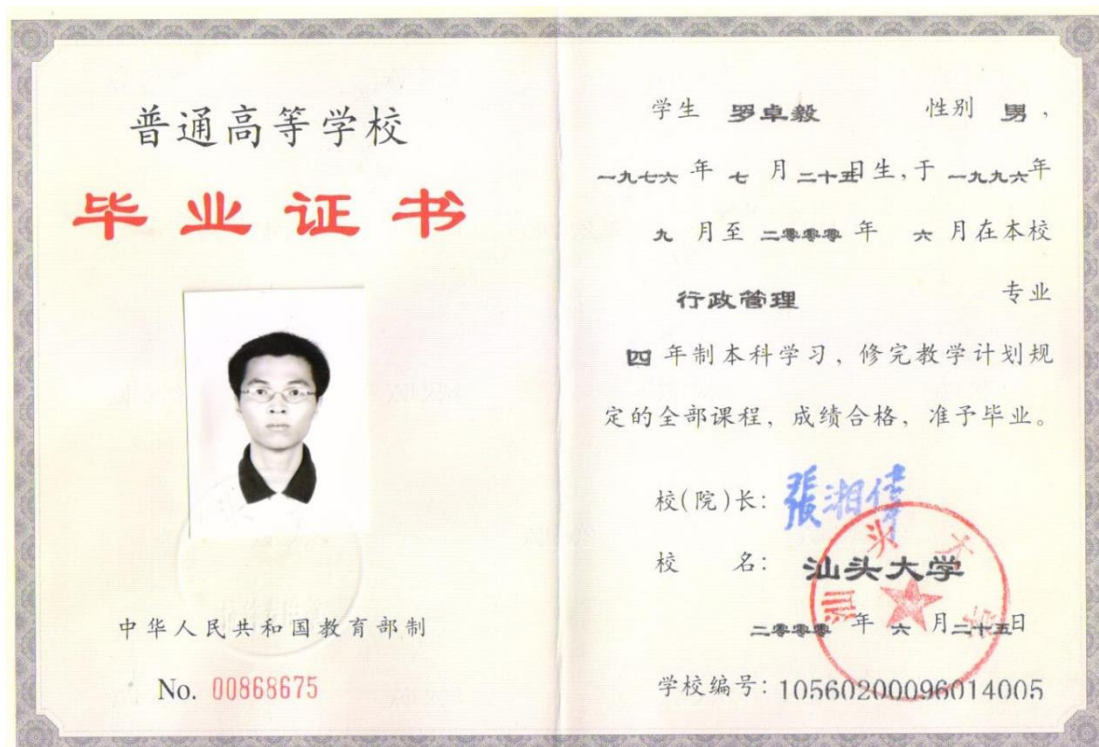 普通高等学校
毕业证书
中华人民共和国教育部制
No. 00868675
学生 罗卓毅 性别 男，
一九七六 年 七 月 二十五日生,于 一九九六年
九 月至 二零零零 年 六 月在本校
行政管理 专业
四 年制本科学习，修完教学计划规
定的全部课程，成绩合格，准予毕业。
校(院)长: 張湘偉
校 名: 汕头大学
汕头大学
二零零零 年 六 月二十五日
学校编号: 10560200096014005